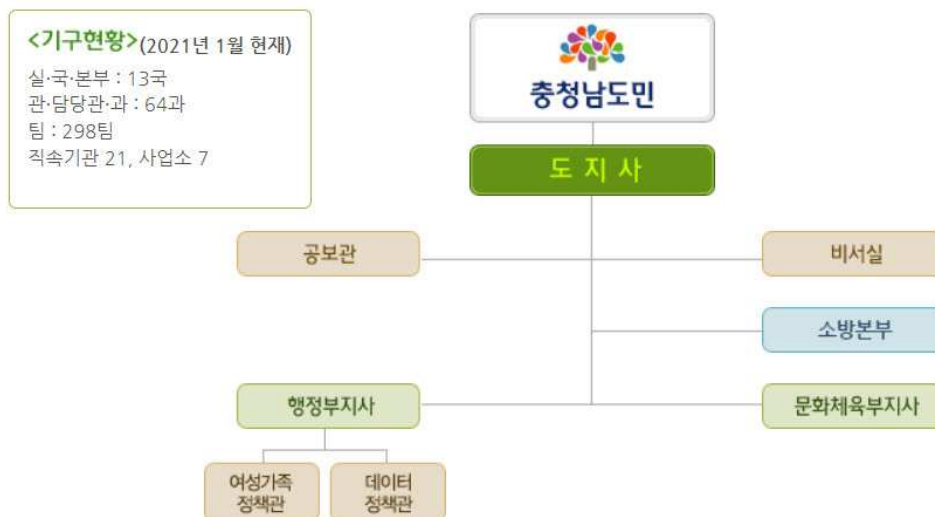 <기구현황>(2021년 1월 현재)
실·국·본부 : 13국
관·담당관·과 : 64과
팀 : 298팀
직속기관 21, 사업소 7
충청남도민
도 지 사
공보관
비서실
소방본부
행정부지사
문화체육부지사
여성가족
정책관
데이터
정책관